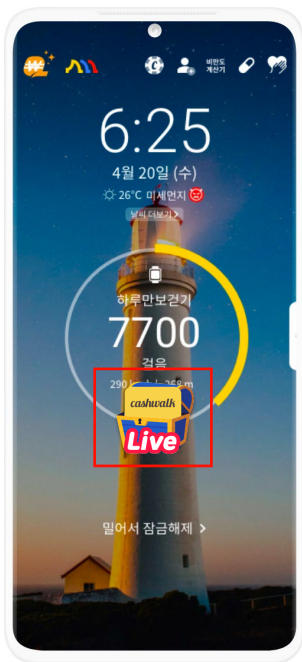 비만도
계산기
6:25
4월 20일 (수)
26°C 미세먼지
날씨 더보기 >
하루만보걷기
7700
걸음
290
cashwalk
Live
밀어서 잠금해제 >